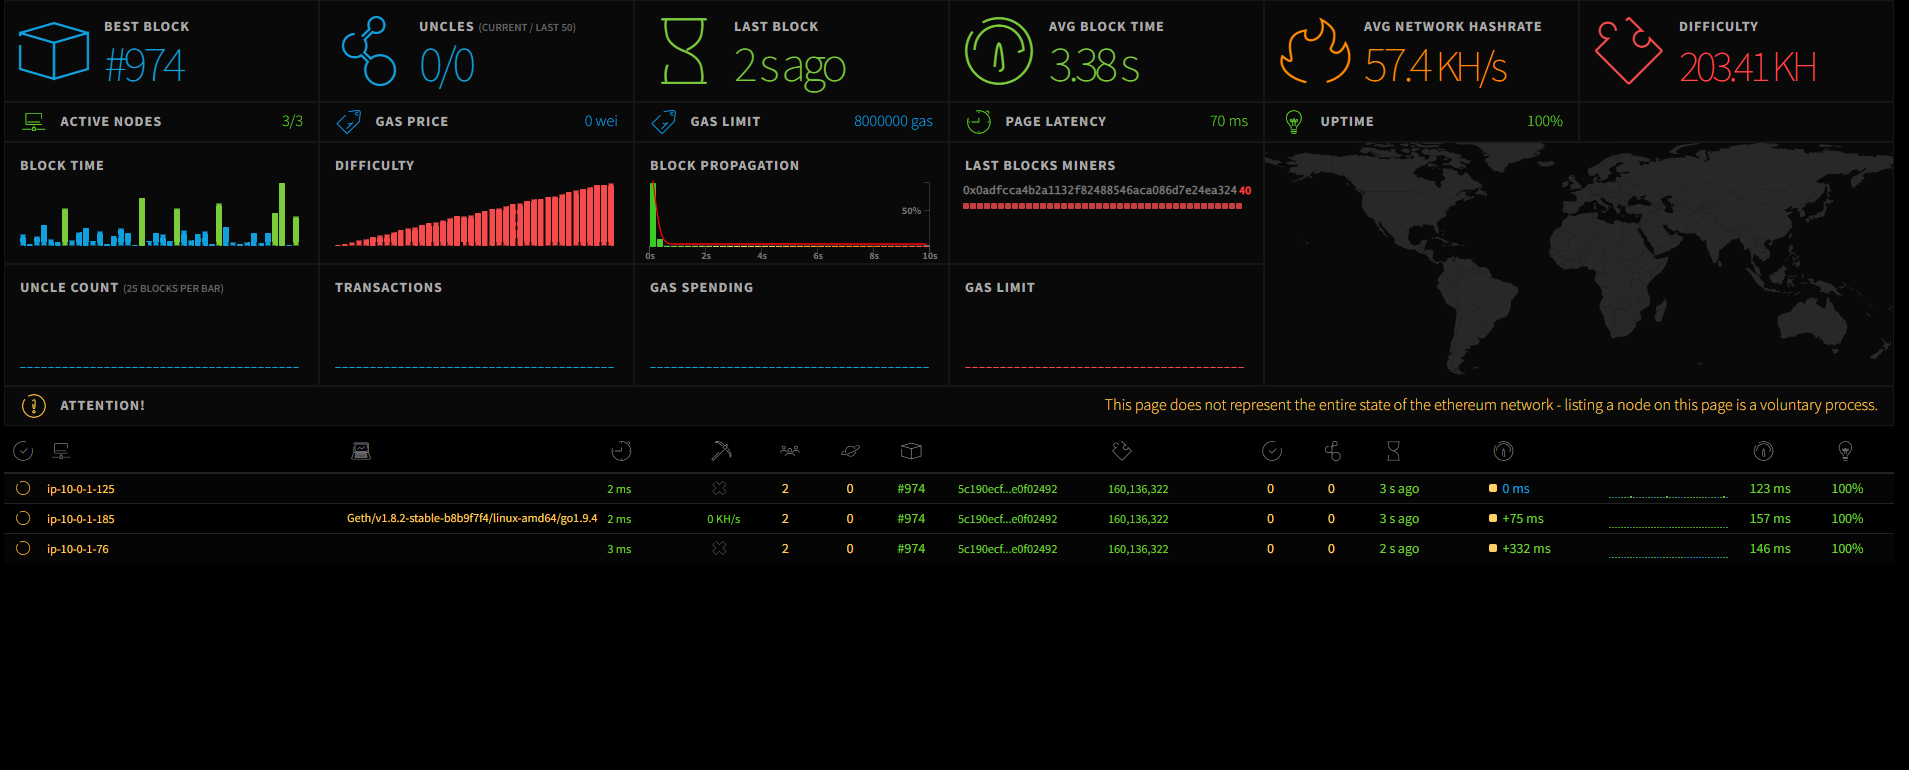 BEST BLOCK
#974
UNCLES (CURRENT / LAST 50)
0/0
LAST BLOCK
2 s ago
AVG BLOCK TIME
3.38 s
AVG NETWORK HASHRATE
57.4 KH/s
DIFFICULTY
203.41 KH
ACTIVE NODES 3/3
GAS PRICE 0 wei
GAS LIMIT 8000000 gas
PAGE LATENCY 70 ms
UPTIME 100%
BLOCK TIME
DIFFICULTY
BLOCK PROPAGATION
50%
0s 2s 4s 6s 8s 10s
LAST BLOCKS MINERS
0x0adfcca4b2a1132f82488546aca086d7e24ea324 40
UNCLE COUNT (25 BLOCKS PER BAR)
TRANSACTIONS
GAS SPENDING
GAS LIMIT
ATTENTION! This page does not represent the entire state of the ethereum network - listing a node on this page is a voluntary process.
ip-10-0-1-125 2 ms 2 0 #974 5c190ecf...e0f02492 160,136,322 0 0 3 s ago 0 ms 123 ms 100%
ip-10-0-1-185 Geth/v1.8.2-stable-b8b9f7f4/linux-amd64/go1.9.4 2 ms 0 KH/s 2 0 #974 5c190ecf...e0f02492 160,136,322 0 0 3 s ago +75 ms 157 ms 100%
ip-10-0-1-76 3 ms 2 0 #974 5c190ecf...e0f02492 160,136,322 0 0 2 s ago +332 ms 146 ms 100%